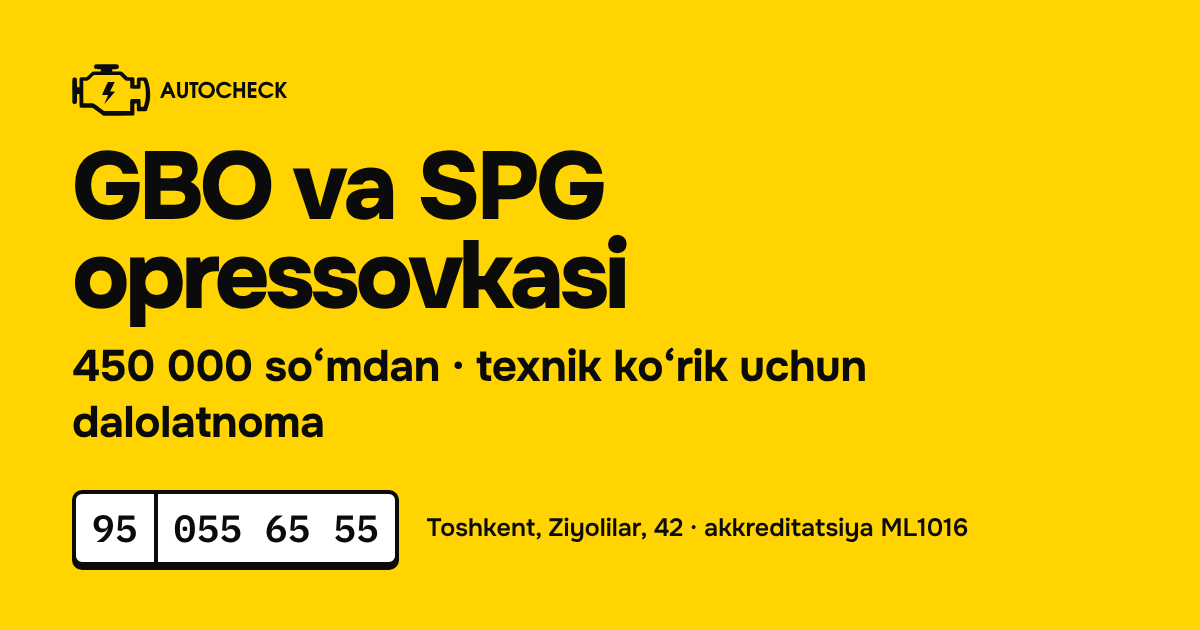 AUTOCHECK
GBO va SPG
opressovkasi
450 000 so‘mdan · texnik ko‘rik uchun
dalolatnoma
95 055 65 55
Toshkent, Ziyolilar, 42 · akkreditatsiya ML1016